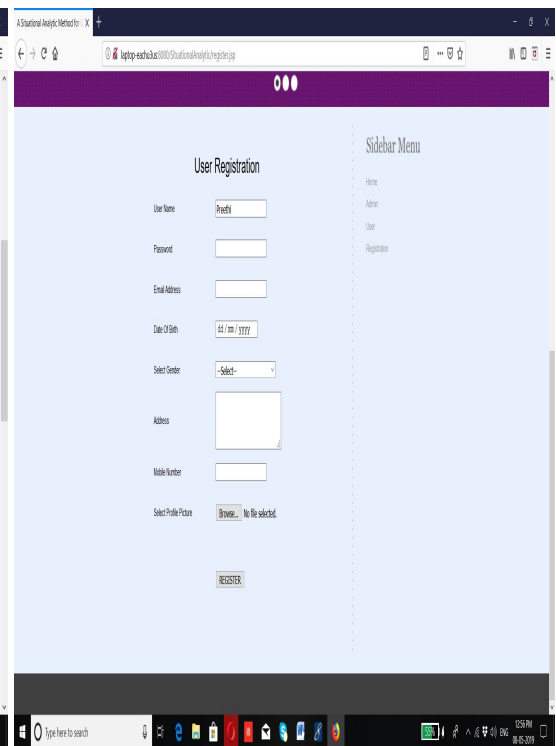 A Situational Analytic Method for U X +
laptop-eachu3us:8080/SituationalAnalytic/register.jsp
User Registration
User Name Preethi
Password
Email Address
Date Of Birth dd / mm / yyyy
Select Gender --Select--
Address
Mobile Number
Select Profile Picture Browse... No file selected.
REGISTER
Sidebar Menu
Home
Admin
User
Registration
Type here to search
55% ENG 12:56 PM
08-05-2019